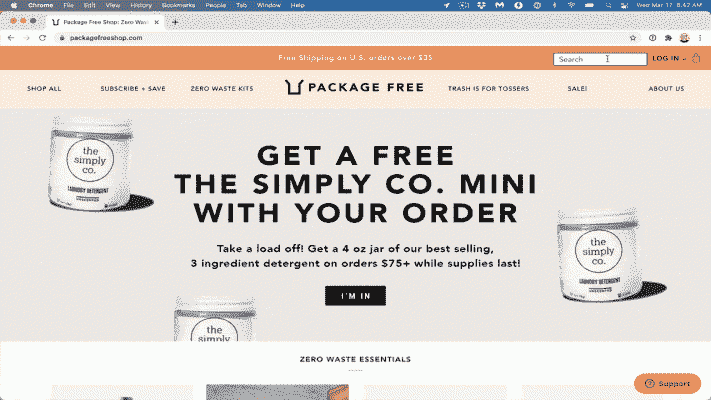 Chrome File Edit View History Bookmarks People Tab Window Help
Wed Mar 17 8:42 AM
Package Free Shop: Zero Wast
packagefreeshop.com
Free Shipping on U.S. orders over $35
Search
LOG IN
SHOP ALL
SUBSCRIBE + SAVE
ZERO WASTE KITS
PACKAGE FREE
TRASH IS FOR TOSSERS
SALE!
ABOUT US
the
simply
co.
LAUNDRY DETERGENT
GET A FREE
THE SIMPLY CO. MINI
WITH YOUR ORDER
Take a load off! Get a 4 oz jar of our best selling,
3 ingredient detergent on orders $75+ while supplies last!
I'M IN
the
simply
co.
LAUNDRY DETERGENT
the
simply
ZERO WASTE ESSENTIALS
Support